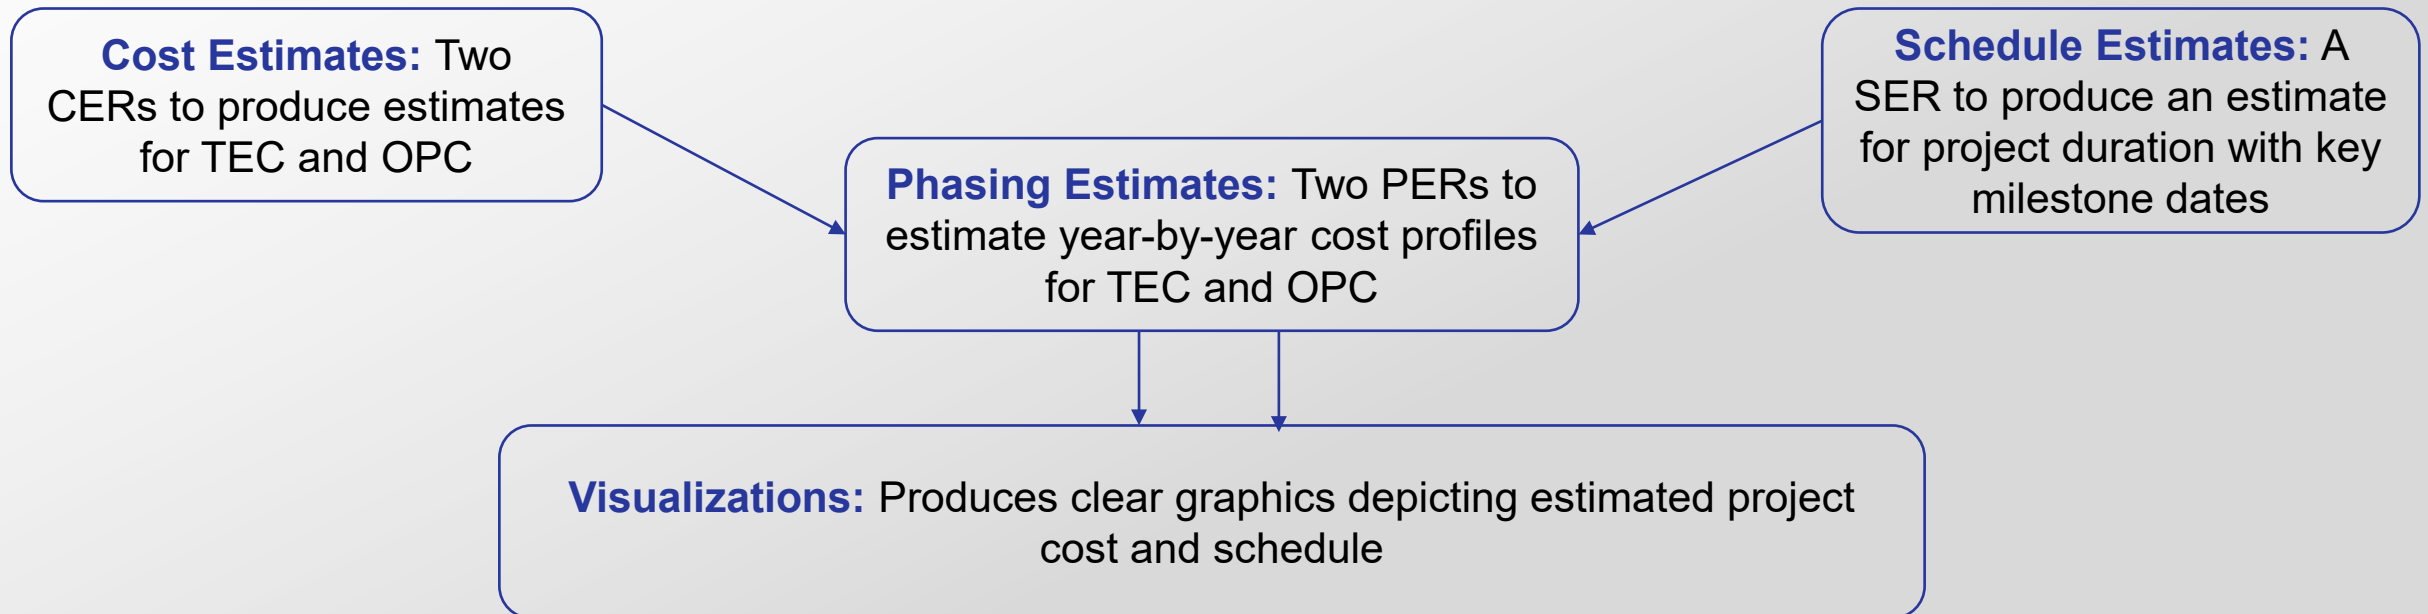 Cost Estimates: Two
CERs to produce estimates
for TEC and OPC
Schedule Estimates: A
SER to produce an estimate
for project duration with key
milestone dates
Phasing Estimates: Two PERs to
estimate year-by-year cost profiles
for TEC and OPC
Visualizations: Produces clear graphics depicting estimated project
cost and schedule